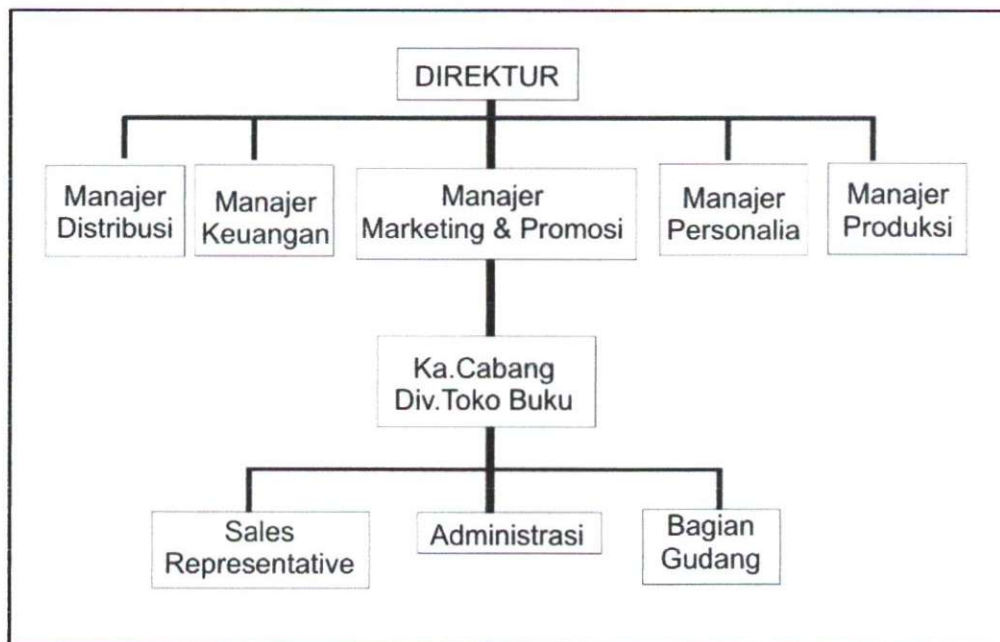 DIREKTUR
Manajer
Distribusi
Manajer
Keuangan
Manajer
Marketing & Promosi
Manajer
Personalia
Manajer
Produksi
Ka.Cabang
Div.Toko Buku
Sales
Representative
Administrasi
Bagian
Gudang